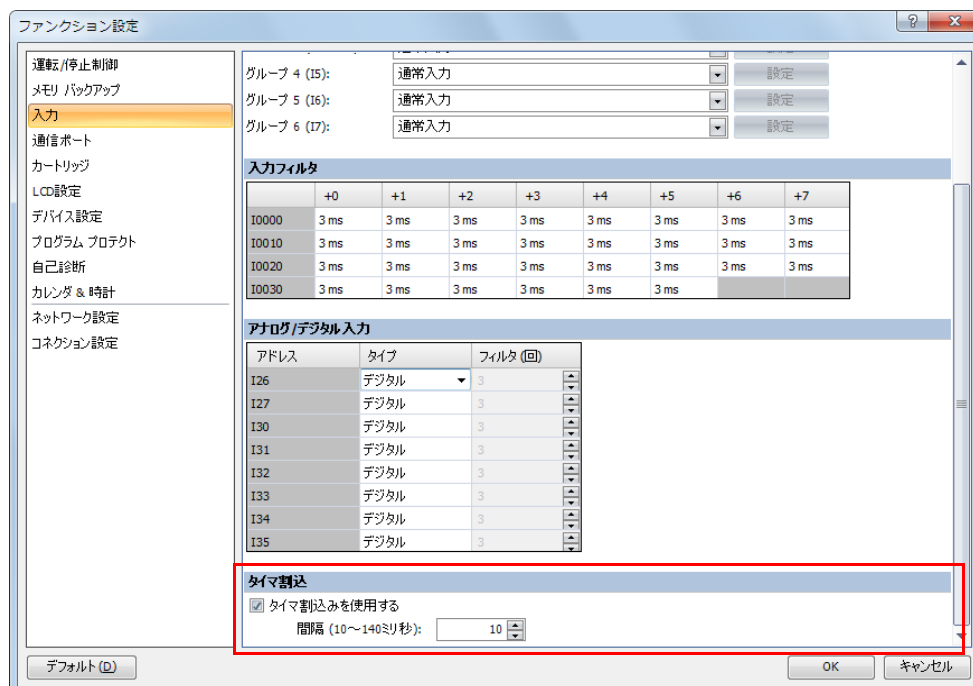 ファンクション設定
運転/停止制御
メモリ バックアップ
入力
通信ポート
カートリッジ
LCD設定
デバイス設定
プログラム プロテクト
自己診断
カレンダ & 時計
ネットワーク設定
コネクション設定
グループ 4 (I5): 通常入力 設定
グループ 5 (I6): 通常入力 設定
グループ 6 (I7): 通常入力 設定
入力フィルタ
+0 +1 +2 +3 +4 +5 +6 +7
I0000 3 ms 3 ms 3 ms 3 ms 3 ms 3 ms 3 ms 3 ms
I0010 3 ms 3 ms 3 ms 3 ms 3 ms 3 ms 3 ms 3 ms
I0020 3 ms 3 ms 3 ms 3 ms 3 ms 3 ms 3 ms 3 ms
I0030 3 ms 3 ms 3 ms 3 ms 3 ms 3 ms
アナログ/デジタル入力
アドレス タイプ フィルタ (回)
I26 デジタル 3
I27 デジタル 3
I30 デジタル 3
I31 デジタル 3
I32 デジタル 3
I33 デジタル 3
I34 デジタル 3
I35 デジタル 3
タイマ割込
タイマ割込みを使用する
間隔 (10～140ミリ秒): 10
デフォルト(D) OK キャンセル